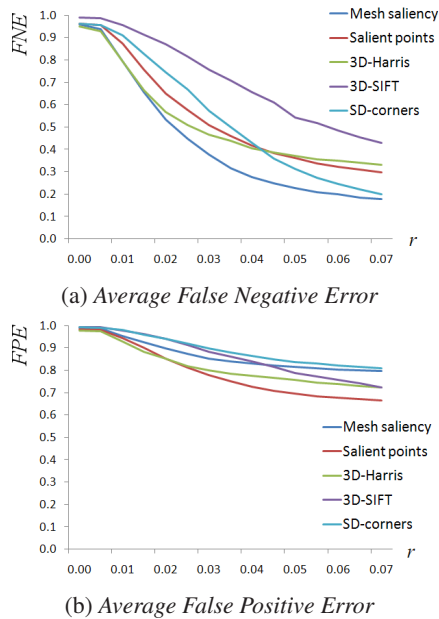 FNE
1.0
0.9
0.8
0.7
0.6
0.5
0.4
0.3
0.2
0.1
0.0
Mesh saliency
Salient points
3D-Harris
3D-SIFT
SD-corners
0.00 0.01 0.02 0.03 0.04 0.05 0.06 0.07
r
(a) Average False Negative Error
FPE
1.0
0.9
0.8
0.7
0.6
0.5
0.4
0.3
0.2
0.1
0.0
Mesh saliency
Salient points
3D-Harris
3D-SIFT
SD-corners
0.00 0.01 0.02 0.03 0.04 0.05 0.06 0.07
r
(b) Average False Positive Error